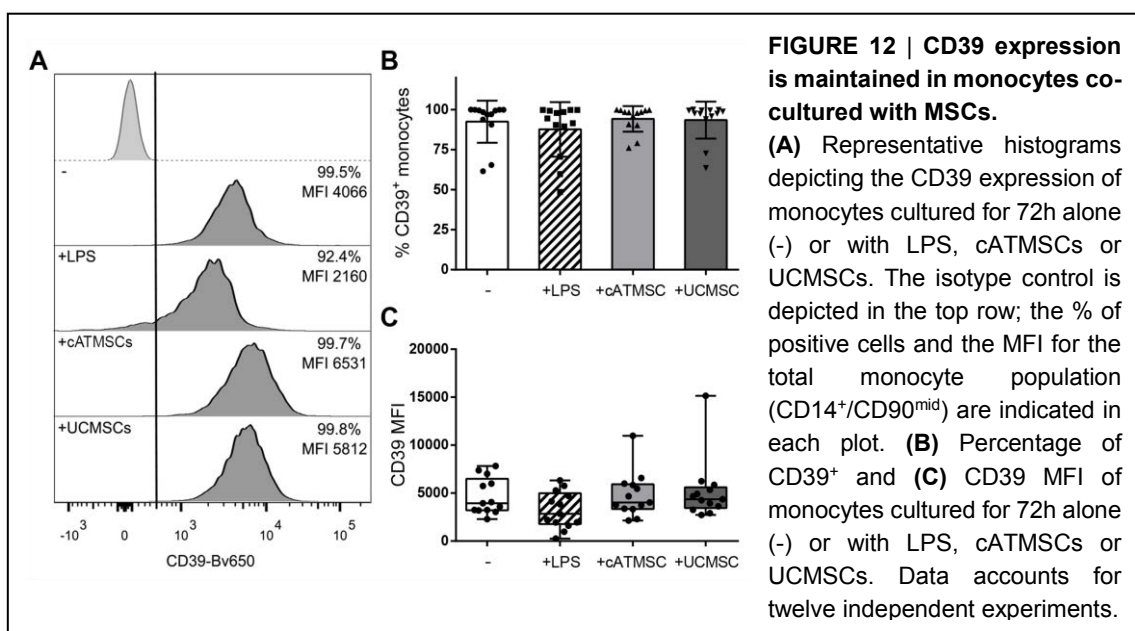 A
-
99.5%
MFI 4066
+LPS
92.4%
MFI 2160
+cATMSCs
99.7%
MFI 6531
+UCMSCs
99.8%
MFI 5812
-10³ 0 10³ 10⁴ 10⁵
CD39-Bv650
B
% CD39⁺ monocytes
100
75
50
25
0
- +LPS +cATMSC +UCMSC
C
CD39 MFI
20000
15000
10000
5000
0
- +LPS +cATMSC +UCMSC
FIGURE 12 | CD39 expression
is maintained in monocytes co-
cultured with MSCs.
(A) Representative histograms
depicting the CD39 expression of
monocytes cultured for 72h alone
(-) or with LPS, cATMSCs or
UCMSCs. The isotype control is
depicted in the top row; the % of
positive cells and the MFI for the
total monocyte population
(CD14⁺/CD90ᵐⁱᵈ) are indicated in
each plot. (B) Percentage of
CD39⁺ and (C) CD39 MFI of
monocytes cultured for 72h alone
(-) or with LPS, cATMSCs or
UCMSCs. Data accounts for
twelve independent experiments.